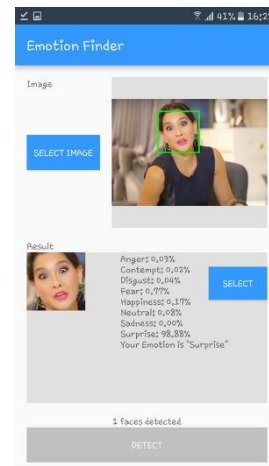 41% 16:2
Emotion Finder
Image
SELECT IMAGE
Result
Anger: 0,03%
Contempt: 0,02%
Disgust: 0,04%
Fear: 0,77%
Happiness: 0,17%
Neutral: 0,08%
Sadness: 0,00%
Surprise: 98,88%
Your Emotion is "Surprise"
SELECT
1 faces detected
DETECT